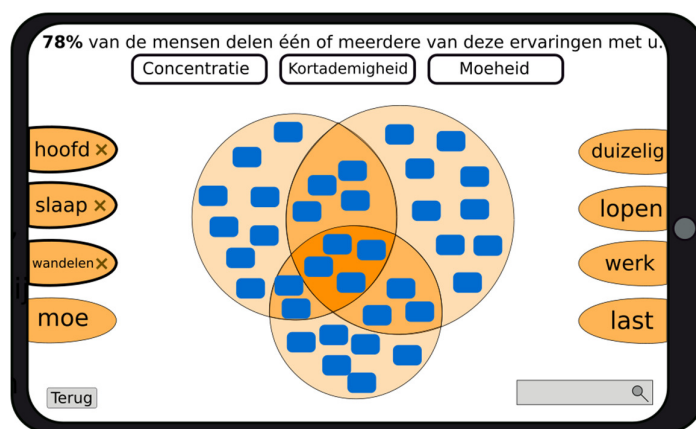 78% van de mensen delen één of meerdere van deze ervaringen met u.
Concentratie
Kortademigheid
Moeheid
hoofd ×
slaap ×
wandelen ×
moe
duizelig
lopen
werk
last
ij
Terug